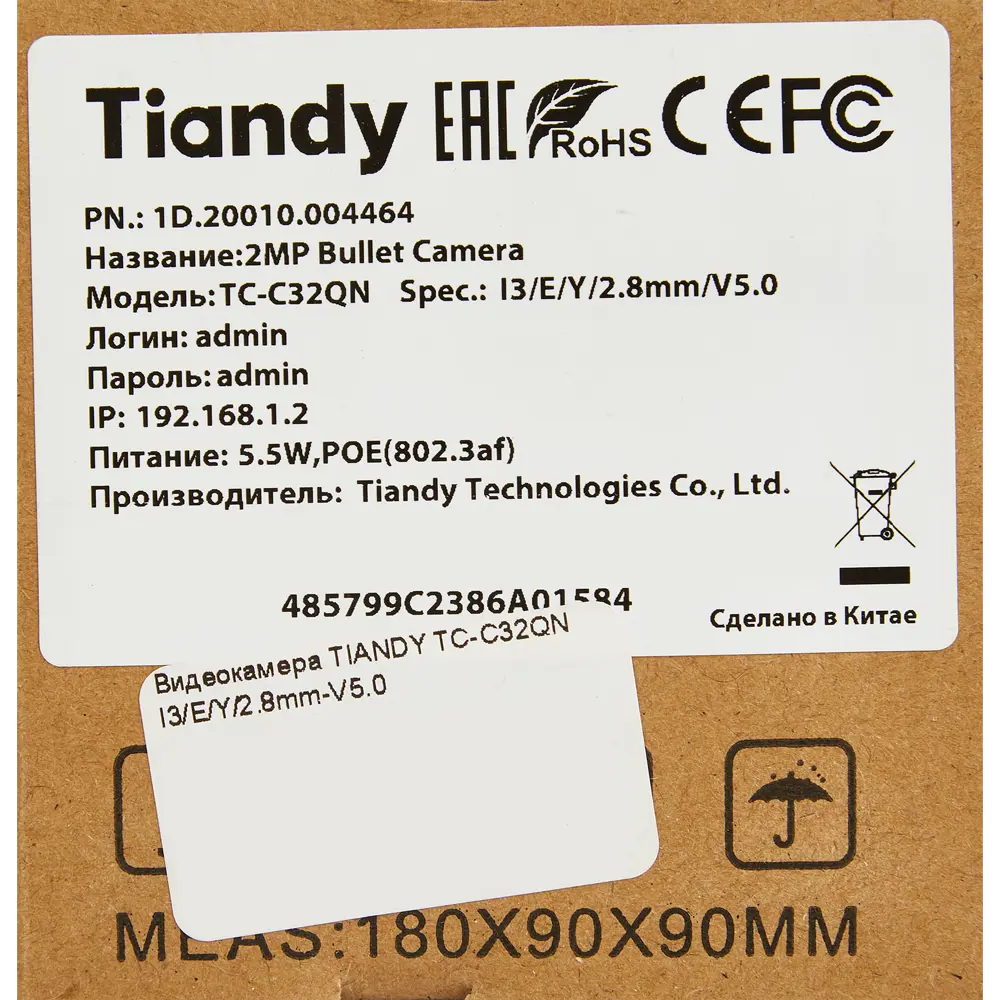 Tiandy EAC RoHS CE FC
PN.: 1D.20010.004464
Название:2MP Bullet Camera
Модель:TC-C32QN Spec.: I3/E/Y/2.8mm/V5.0
Логин: admin
Пароль:admin
IP: 192.168.1.2
Питание: 5.5W,POE(802.3af)
Производитель: Tiandy Technologies Co., Ltd.
485799C2386A01584
Сделано в Китае
Видеокамера TIANDY TC-C32QN
I3/E/Y/2.8mm-V5.0
MEAS:180X90X90MM